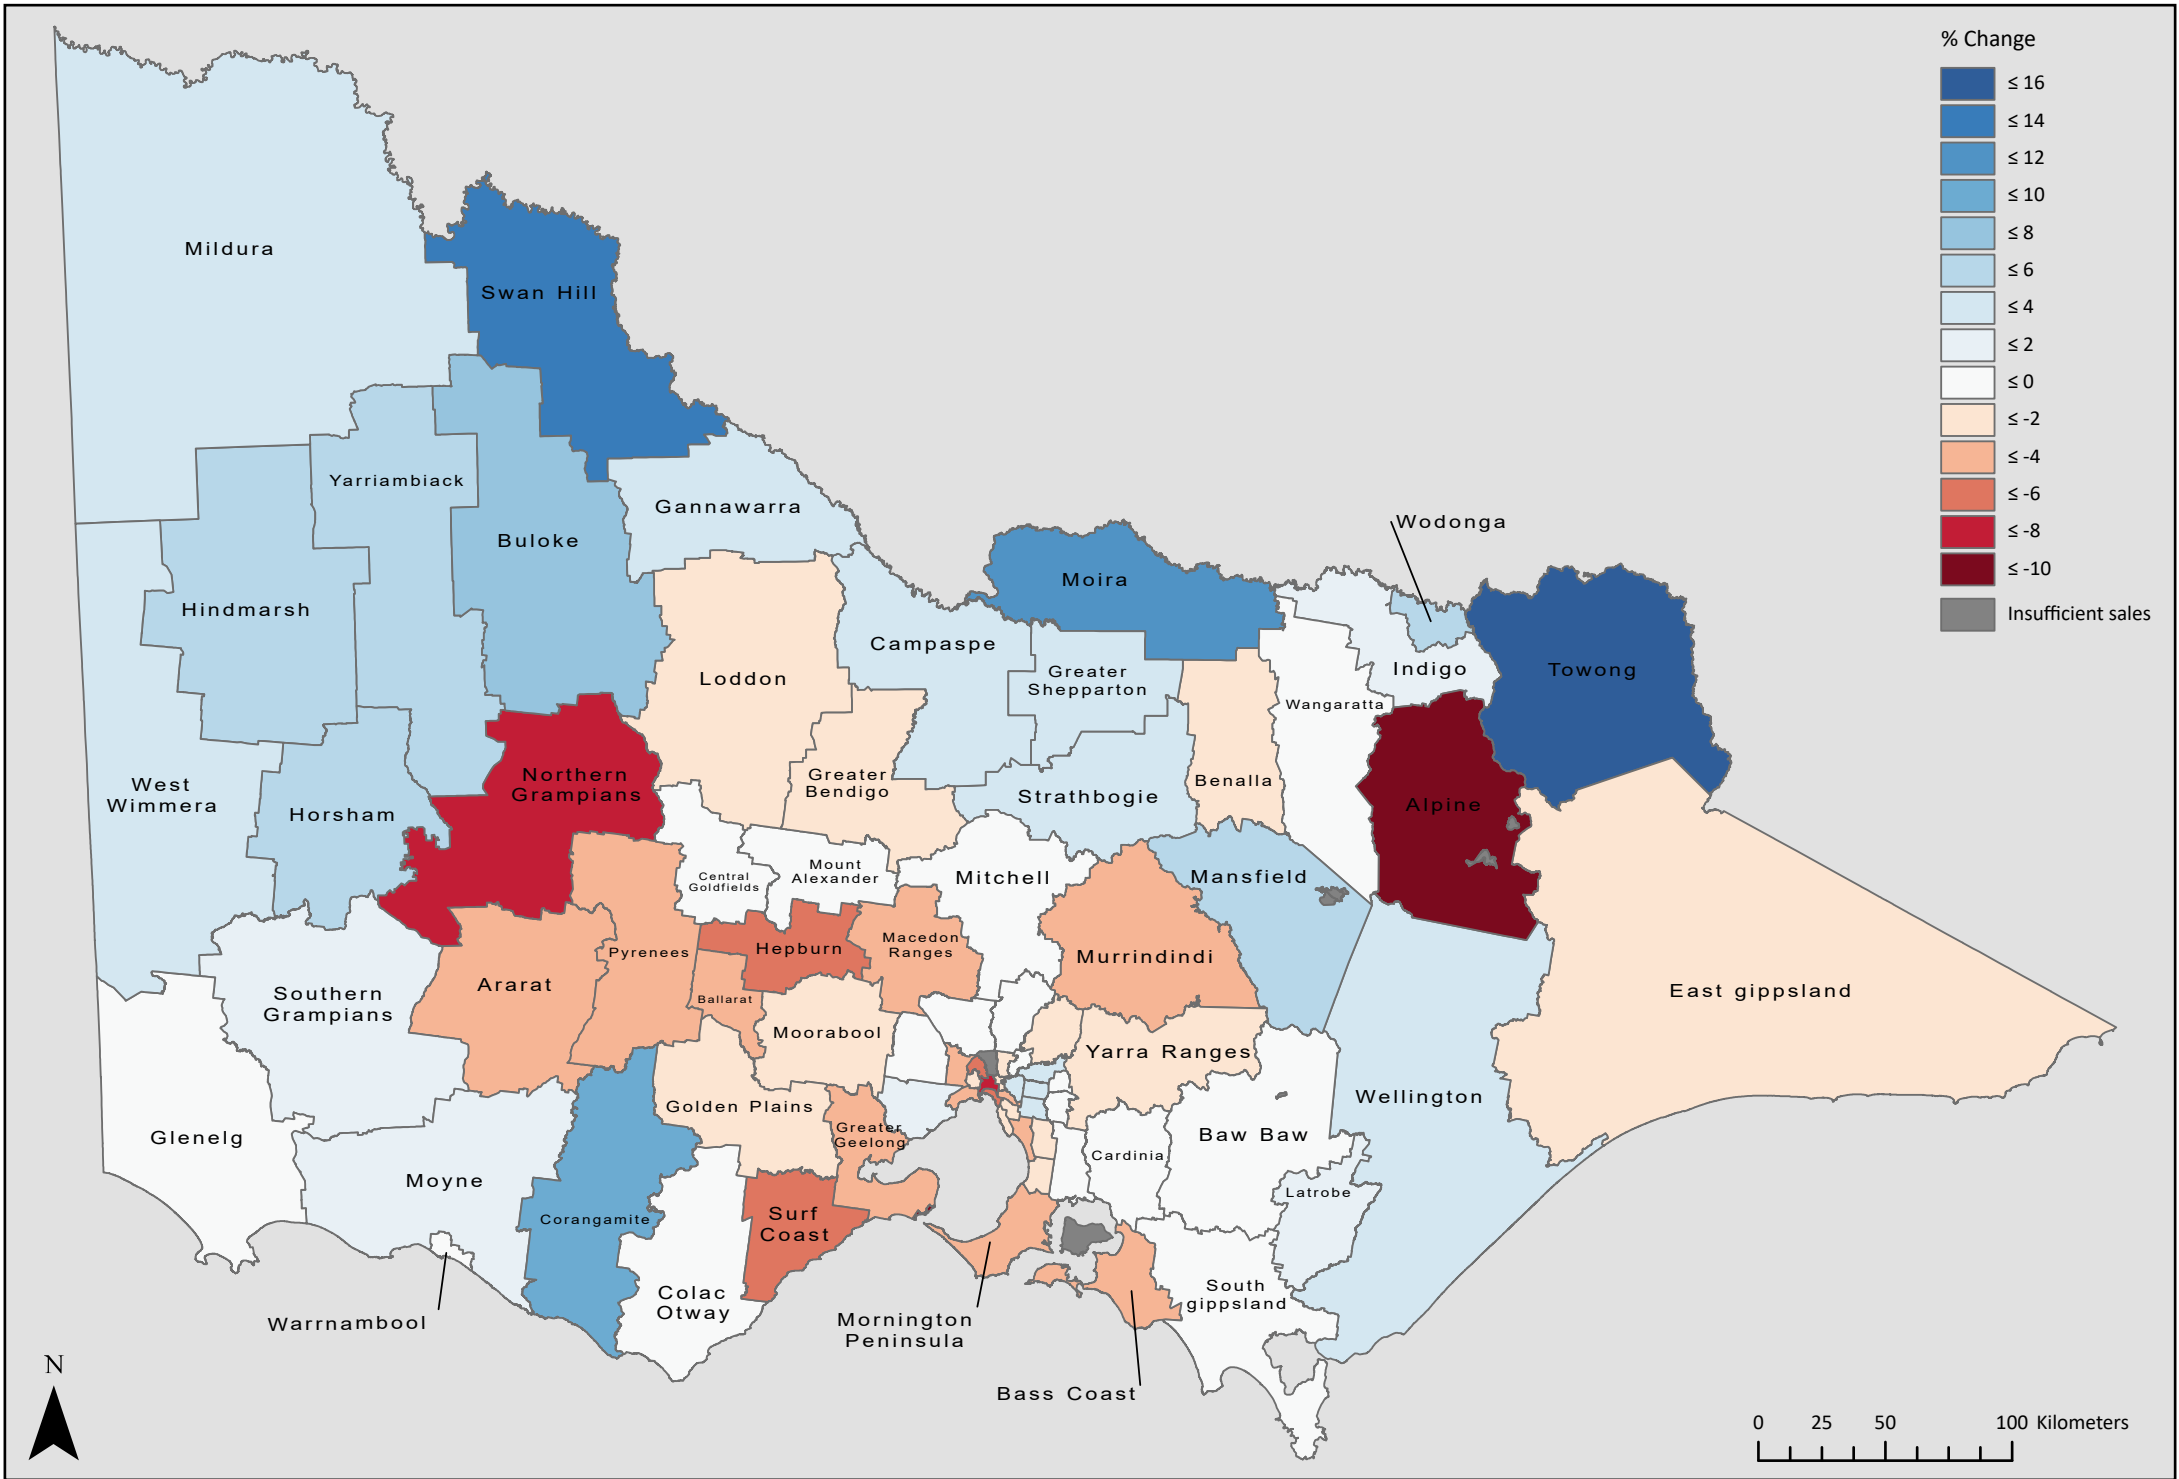 % Change
≤ 16
≤ 14
≤ 12
≤ 10
≤ 8
≤ 6
≤ 4
≤ 2
≤ 0
≤ -2
≤ -4
≤ -6
≤ -8
≤ -10
Insufficient sales
Mildura
Swan Hill
Yarriambiack
Gannawarra
Buloke
Wodonga
Moira
Hindmarsh
Campaspe
Loddon
Greater
Shepparton
Indigo
Towong
Wangaratta
West
Wimmera
Northern
Grampians
Greater
Bendigo
Benalla
Strathbogie
Horsham
Alpine
Central
Goldfields
Mount
Alexander
Mitchell
Mansfield
Hepburn
Macedon
Ranges
Pyrenees
Murrindindi
Ararat
Ballarat
Southern
Grampians
East gippsland
Moorabool
Yarra Ranges
Golden Plains
Wellington
Greater
Geelong
Glenelg
Baw Baw
Cardinia
Moyne
Latrobe
Corangamite
Surf
Coast
Colac
Otway
South
gippsland
Warrnambool
Mornington
Peninsula
Bass Coast
N
0 25 50 100 Kilometers